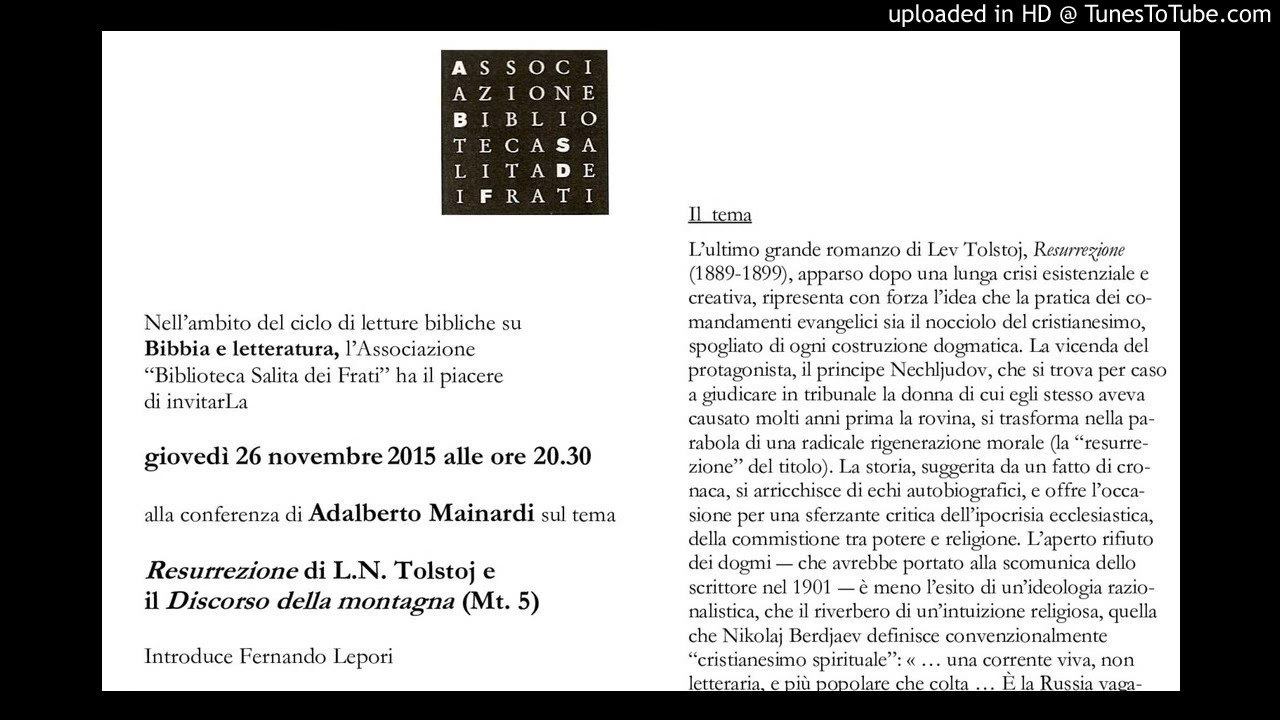 uploaded in HD @ TunesToTube.com
ASSOCI
AZIONE
BIBLIO
TECASA
LITADE
IFRATI
Nell’ambito del ciclo di letture bibliche su
Bibbia e letteratura, l’Associazione
“Biblioteca Salita dei Frati” ha il piacere
di invitarLa
giovedì 26 novembre 2015 alle ore 20.30
alla conferenza di Adalberto Mainardi sul tema
Resurrezione di L.N. Tolstoj e
il Discorso della montagna (Mt. 5)
Introduce Fernando Lepori
Il tema
L’ultimo grande romanzo di Lev Tolstoj, Resurrezione
(1889-1899), apparso dopo una lunga crisi esistenziale e
creativa, ripresenta con forza l’idea che la pratica dei co-
mandamenti evangelici sia il nocciolo del cristianesimo,
spogliato di ogni costruzione dogmatica. La vicenda del
protagonista, il principe Nechljudov, che si trova per caso
a giudicare in tribunale la donna di cui egli stesso aveva
causato molti anni prima la rovina, si trasforma nella pa-
rabola di una radicale rigenerazione morale (la “resurre-
zione” del titolo). La storia, suggerita da un fatto di cro-
naca, si arricchisce di echi autobiografici, e offre l’occa-
sione per una sferzante critica dell’ipocrisia ecclesiastica,
della commistione tra potere e religione. L’aperto rifiuto
dei dogmi — che avrebbe portato alla scomunica dello
scrittore nel 1901 — è meno l’esito di un’ideologia razio-
nalistica, che il riverbero di un’intuizione religiosa, quella
che Nikolaj Berdjaev definisce convenzionalmente
“cristianesimo spirituale”: « … una corrente viva, non
letteraria, e più popolare che colta … È la Russia vaga-